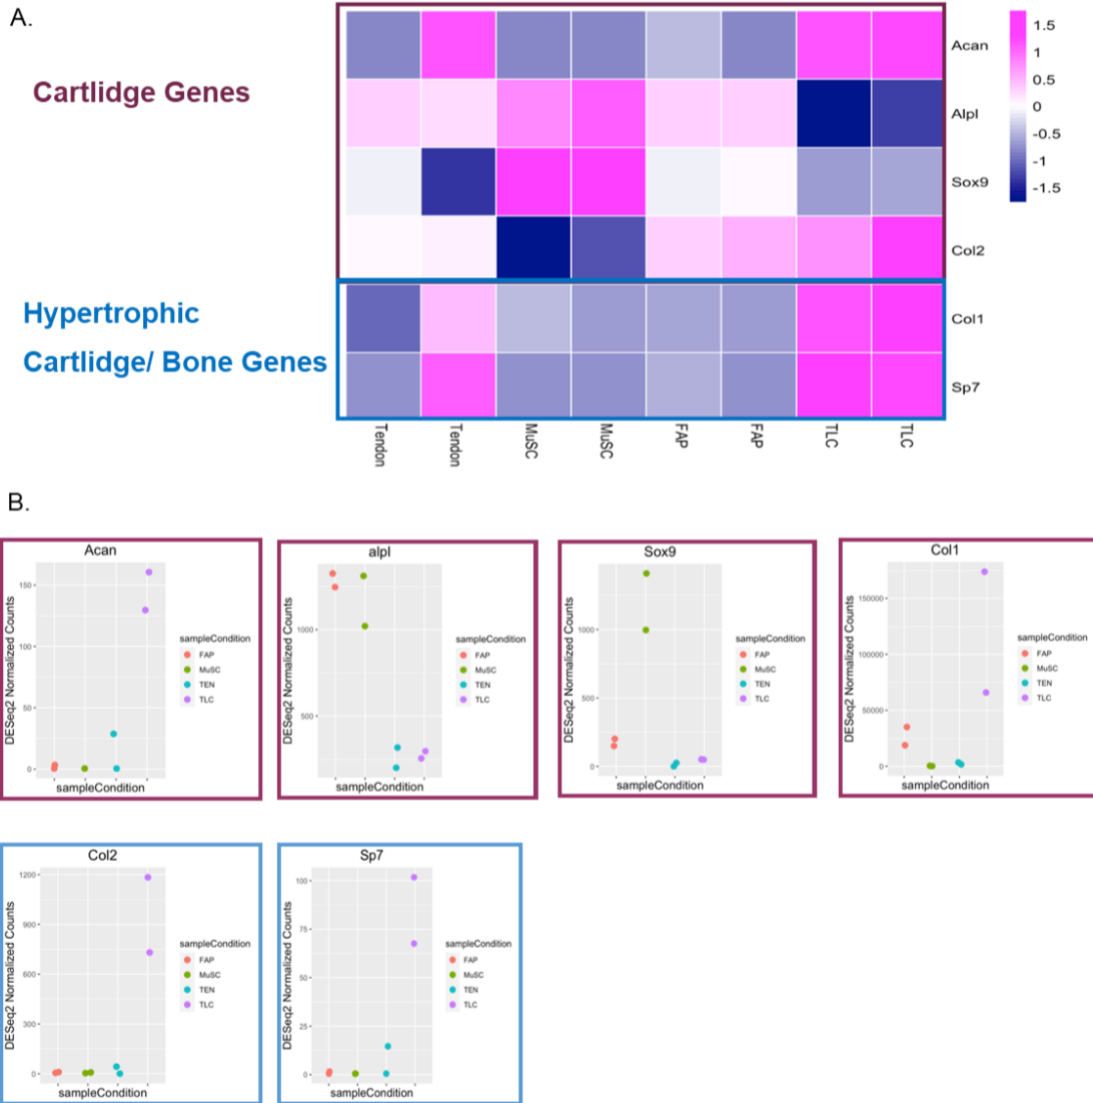 A.
Cartlidge Genes
Hypertrophic
Cartlidge/ Bone Genes
Acan
Alpl
Sox9
Col2
Col1
Sp7
1.5
1
0.5
0
-0.5
-1
-1.5
Tendon
Tendon
MuSC
MuSC
FAP
FAP
TLC
TLC
B.
Acan
DESeq2 Normalized Counts
150
100
50
0
sampleCondition
sampleCondition
FAP
MuSC
TEN
TLC
alpl
DESeq2 Normalized Counts
1000
500
sampleCondition
sampleCondition
FAP
MuSC
TEN
TLC
Sox9
DESeq2 Normalized Counts
1000
500
0
sampleCondition
sampleCondition
FAP
MuSC
TEN
TLC
Col1
DESeq2 Normalized Counts
150000
100000
50000
0
sampleCondition
sampleCondition
FAP
MuSC
TEN
TLC
Col2
DESeq2 Normalized Counts
1200
900
600
300
0
sampleCondition
sampleCondition
FAP
MuSC
TEN
TLC
Sp7
DESeq2 Normalized Counts
100
75
50
25
0
sampleCondition
sampleCondition
FAP
MuSC
TEN
TLC